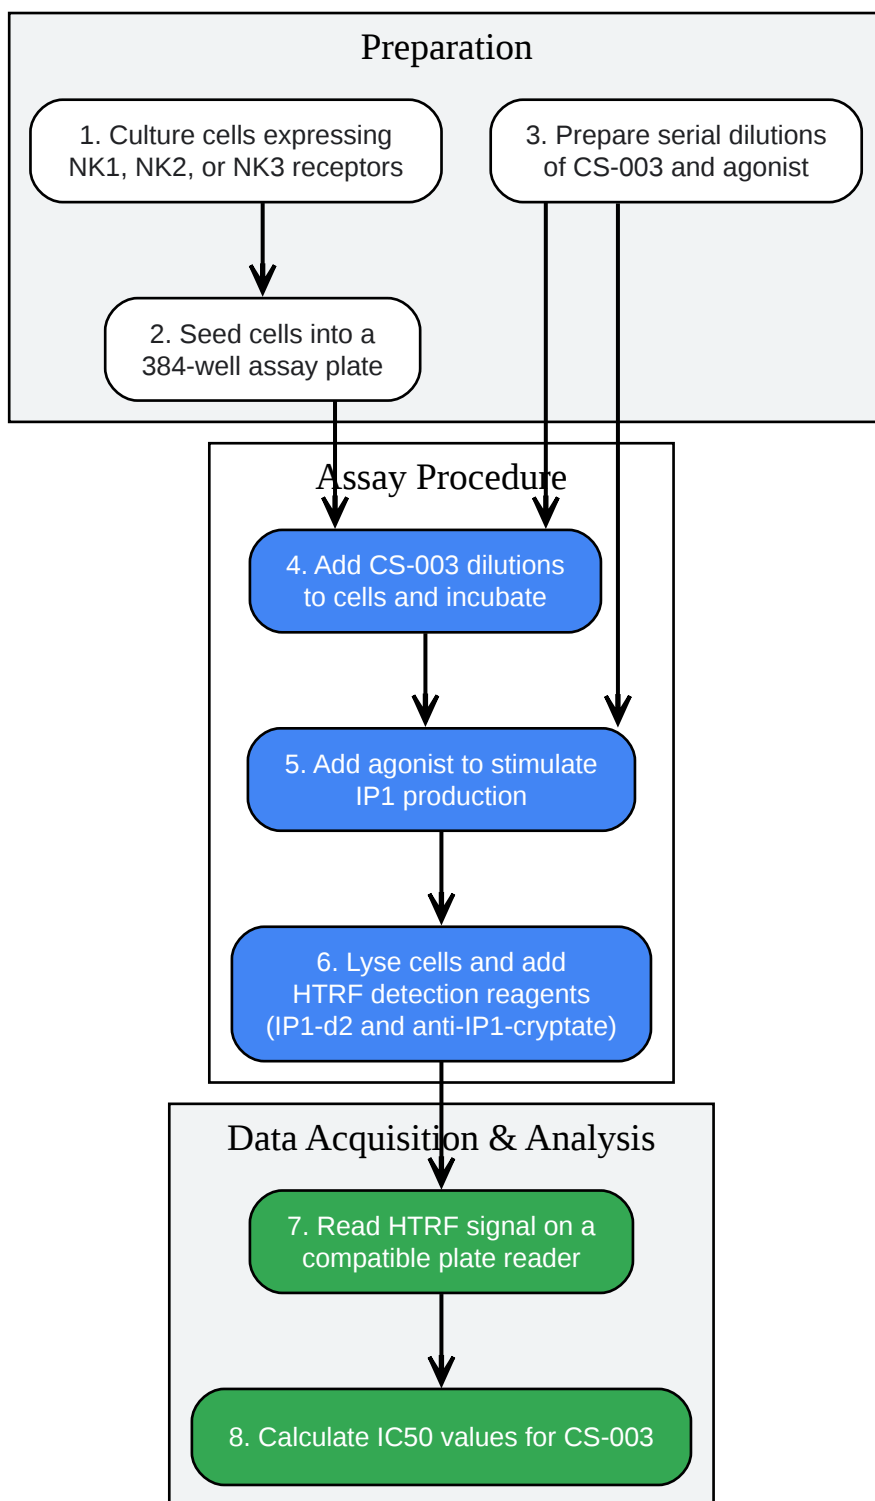 Preparation
1. Culture cells expressing
NK1, NK2, or NK3 receptors
3. Prepare serial dilutions
of CS-003 and agonist
2. Seed cells into a
384-well assay plate
Assay Procedure
4. Add CS-003 dilutions
to cells and incubate
5. Add agonist to stimulate
IP1 production
6. Lyse cells and add
HTRF detection reagents
(IP1-d2 and anti-IP1-cryptate)
Data Acquisition & Analysis
7. Read HTRF signal on a
compatible plate reader
8. Calculate IC50 values for CS-003